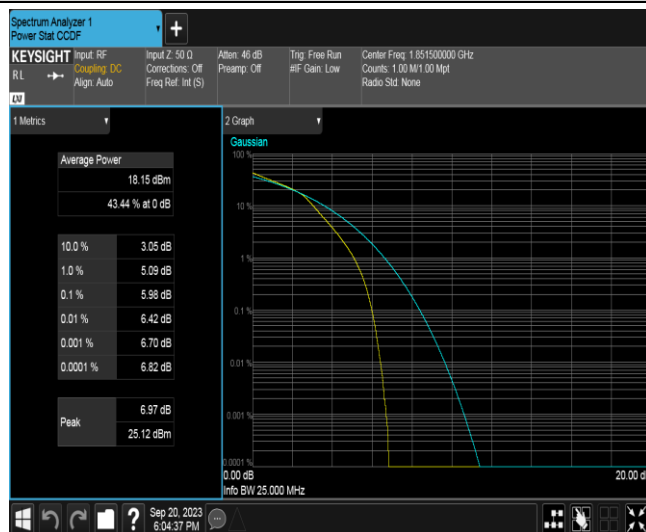 Spectrum Analyzer 1
Power Stat CCDF
+
KEYSIGHT
RL
LXI
Input: RF
Coupling: DC
Align: Auto
Input Z: 50 Ω
Corrections: Off
Freq Ref: Int (S)
Atten: 46 dB
Preamp: Off
Trig: Free Run
#IF Gain: Low
Center Freq: 1.851500000 GHz
Counts: 1.00 M/1.00 Mpt
Radio Std: None
1 Metrics
Average Power
18.15 dBm
43.44 % at 0 dB
10.0 % 3.05 dB
1.0 % 5.09 dB
0.1 % 5.98 dB
0.01 % 6.42 dB
0.001 % 6.70 dB
0.0001 % 6.82 dB
Peak
6.97 dB
25.12 dBm
2 Graph
Gaussian
100 %
10 %
1 %
0.1 %
0.01 %
0.001 %
0.0001 %
0.00 dB
20.00 d
Info BW 25.000 MHz
?
Sep 20, 2023
6:04:37 PM